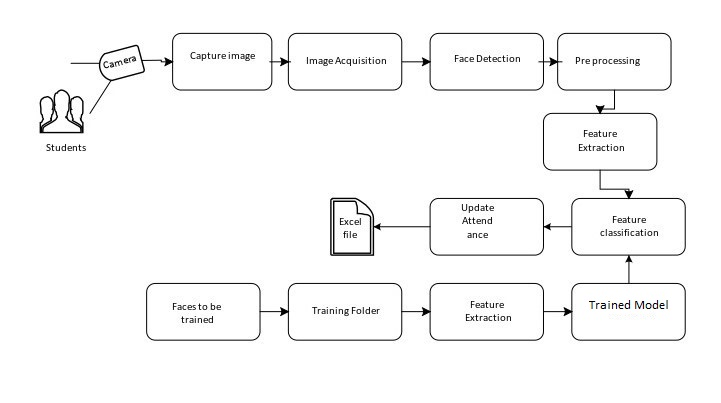 Camera
Capture image
Image Acquisition
Face Detection
Pre processing
Students
Feature
Extraction
Excel
file
Update
Attend
ance
Feature
classification
Faces to be
trained
Training Folder
Feature
Extraction
Trained Model